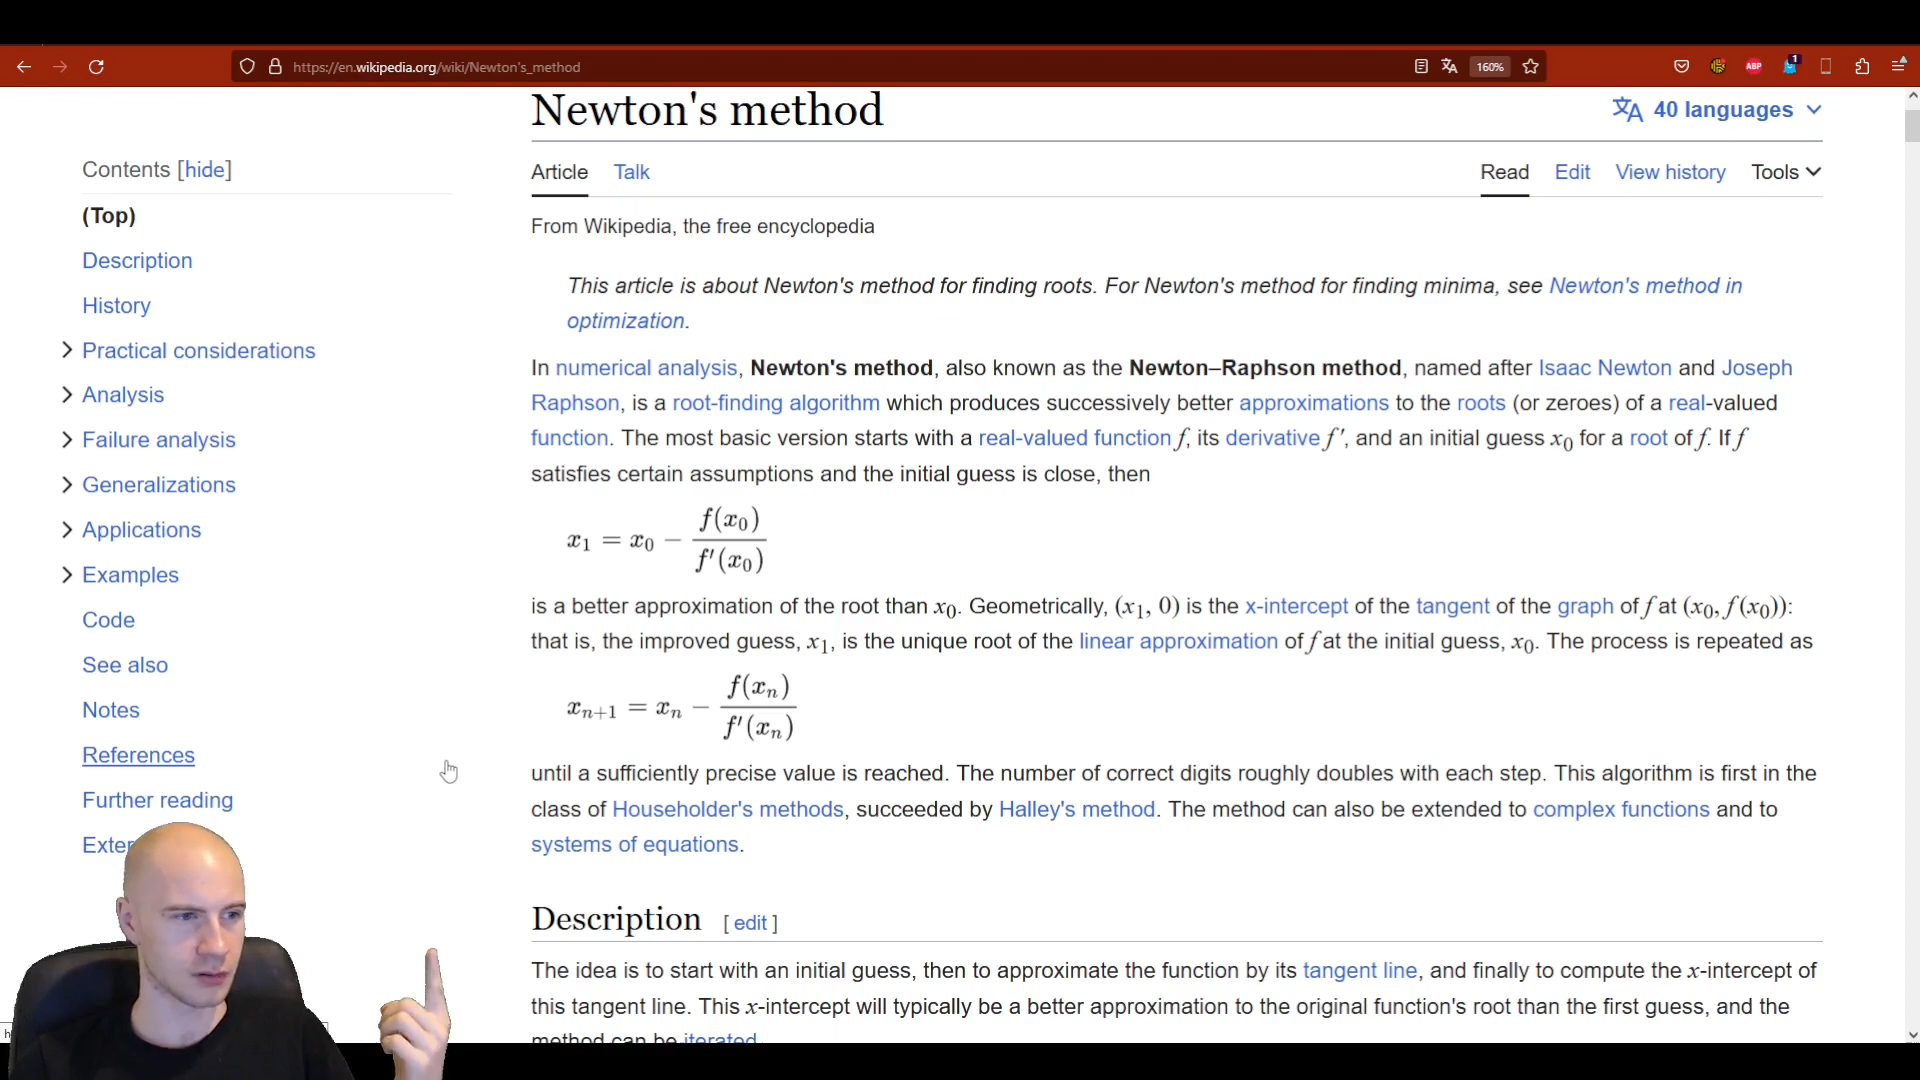 https://en.wikipedia.org/wiki/Newton's_method
160%
ABP
1
Newton's method
40 languages
Contents [hide]
(Top)
Description
History
Practical considerations
Analysis
Failure analysis
Generalizations
Applications
Examples
Code
See also
Notes
References
Further reading
Exter
Article Talk
Read Edit View history Tools
From Wikipedia, the free encyclopedia
This article is about Newton's method for finding roots. For Newton's method for finding minima, see Newton's method in
optimization.
In numerical analysis, Newton's method, also known as the Newton–Raphson method, named after Isaac Newton and Joseph
Raphson, is a root-finding algorithm which produces successively better approximations to the roots (or zeroes) of a real-valued
function. The most basic version starts with a real-valued function f, its derivative f′, and an initial guess x₀ for a root of f. If f
satisfies certain assumptions and the initial guess is close, then
x₁ = x₀ − f(x₀) / f′(x₀)
is a better approximation of the root than x₀. Geometrically, (x₁, 0) is the x-intercept of the tangent of the graph of f at (x₀, f(x₀)):
that is, the improved guess, x₁, is the unique root of the linear approximation of f at the initial guess, x₀. The process is repeated as
xₙ₊₁ = xₙ − f(xₙ) / f′(xₙ)
until a sufficiently precise value is reached. The number of correct digits roughly doubles with each step. This algorithm is first in the
class of Householder's methods, succeeded by Halley's method. The method can also be extended to complex functions and to
systems of equations.
Description [ edit ]
The idea is to start with an initial guess, then to approximate the function by its tangent line, and finally to compute the x-intercept of
this tangent line. This x-intercept will typically be a better approximation to the original function's root than the first guess, and the
method can be iterated.